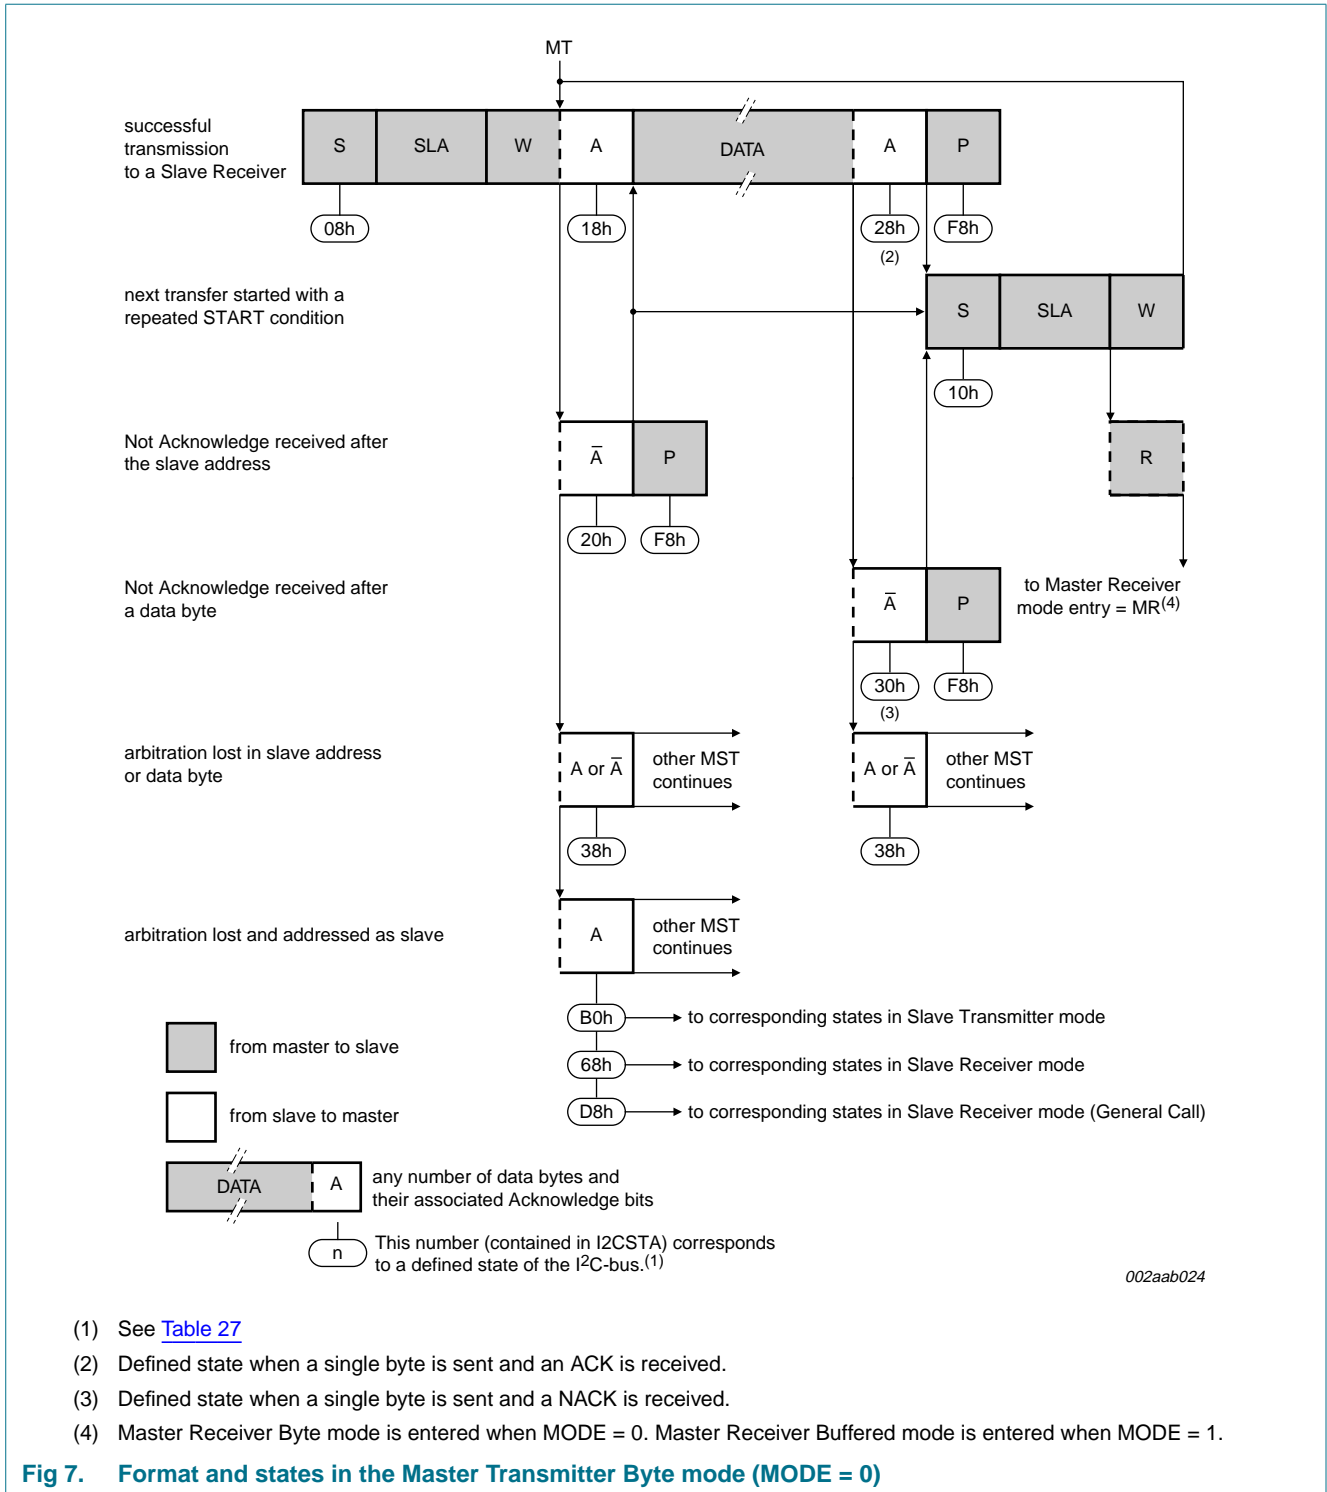 MT
successful
transmission
to a Slave Receiver
S SLA W A DATA A P
08h 18h 28h F8h
(2)
next transfer started with a
repeated START condition
S SLA W
10h
Not Acknowledge received after
the slave address
A̅ P R
20h F8h
Not Acknowledge received after
a data byte
A̅ P
to Master Receiver
mode entry = MR(4)
30h F8h
(3)
arbitration lost in slave address
or data byte
A or A̅ other MST
continues
A or A̅ other MST
continues
38h 38h
arbitration lost and addressed as slave
A other MST
continues
B0h to corresponding states in Slave Transmitter mode
68h to corresponding states in Slave Receiver mode
D8h to corresponding states in Slave Receiver mode (General Call)
from master to slave
from slave to master
DATA A any number of data bytes and
their associated Acknowledge bits
n This number (contained in I2CSTA) corresponds
to a defined state of the I²C-bus.(1)
002aab024
(1) See Table 27
(2) Defined state when a single byte is sent and an ACK is received.
(3) Defined state when a single byte is sent and a NACK is received.
(4) Master Receiver Byte mode is entered when MODE = 0. Master Receiver Buffered mode is entered when MODE = 1.
Fig 7. Format and states in the Master Transmitter Byte mode (MODE = 0)